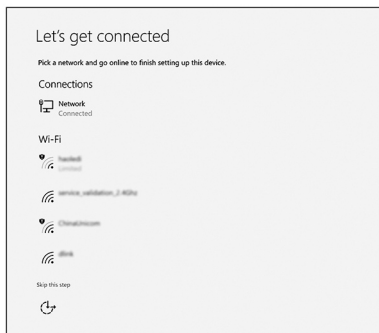 Let's get connected
Pick a network and go online to finish setting up this device.
Connections
Network
Connected
Wi-Fi
Limited
service_validation_2.4Ghz
ChinaUnicom
dlink
Skip this step